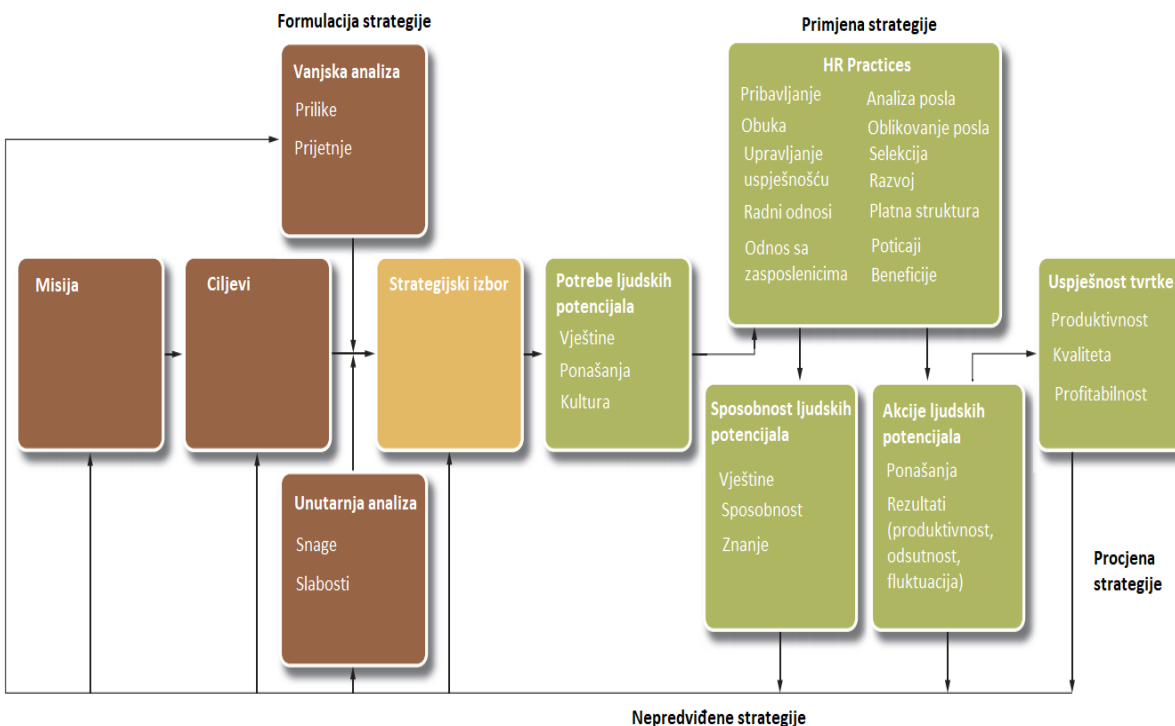 Formulacija strategije
Primjena strategije
Vanjska analiza
Prilike
Prijetnje
HR Practices
Pribavljanje
Obuka
Upravljanje
uspješnošću
Radni odnosi
Odnos sa
zasposlenicima
Analiza posla
Oblikovanje posla
Selekcija
Razvoj
Platna struktura
Poticaji
Beneficije
Misija
Ciljevi
Strategijski izbor
Potrebe ljudskih
potencijala
Vještine
Ponašanja
Kultura
Uspješnost tvrtke
Produktivnost
Kvaliteta
Profitabilnost
Unutarnja analiza
Snage
Slabosti
Sposobnost ljudskih
potencijala
Vještine
Sposobnost
Znanje
Akcije ljudskih
potencijala
Ponašanja
Rezultati
(produktivnost,
odsutnost,
fluktuacija)
Procjena
strategije
Nepredviđene strategije